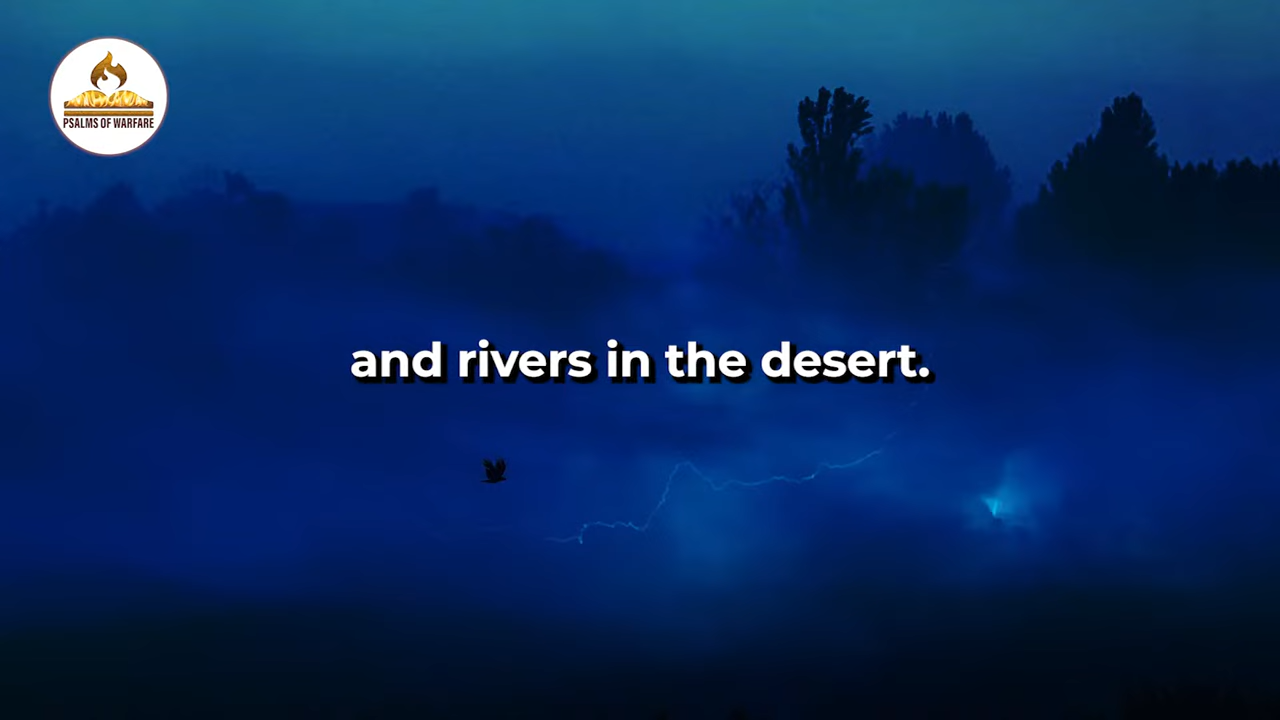 PSALMS OF WARFARE
and rivers in the desert.